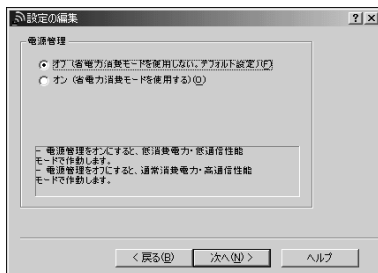 設定の編集
電源管理
オフ (省電力消費モードを使用しない。デフォルト設定)(F)
オン (省電力消費モードを使用する)(O)
- 電源管理をオンにすると、低消費電力・低通信性能
モードで作動します。
- 電源管理をオフにすると、通常消費電力・高通信性能
モードで作動します。
< 戻る(B)
次へ(N) >
ヘルプ